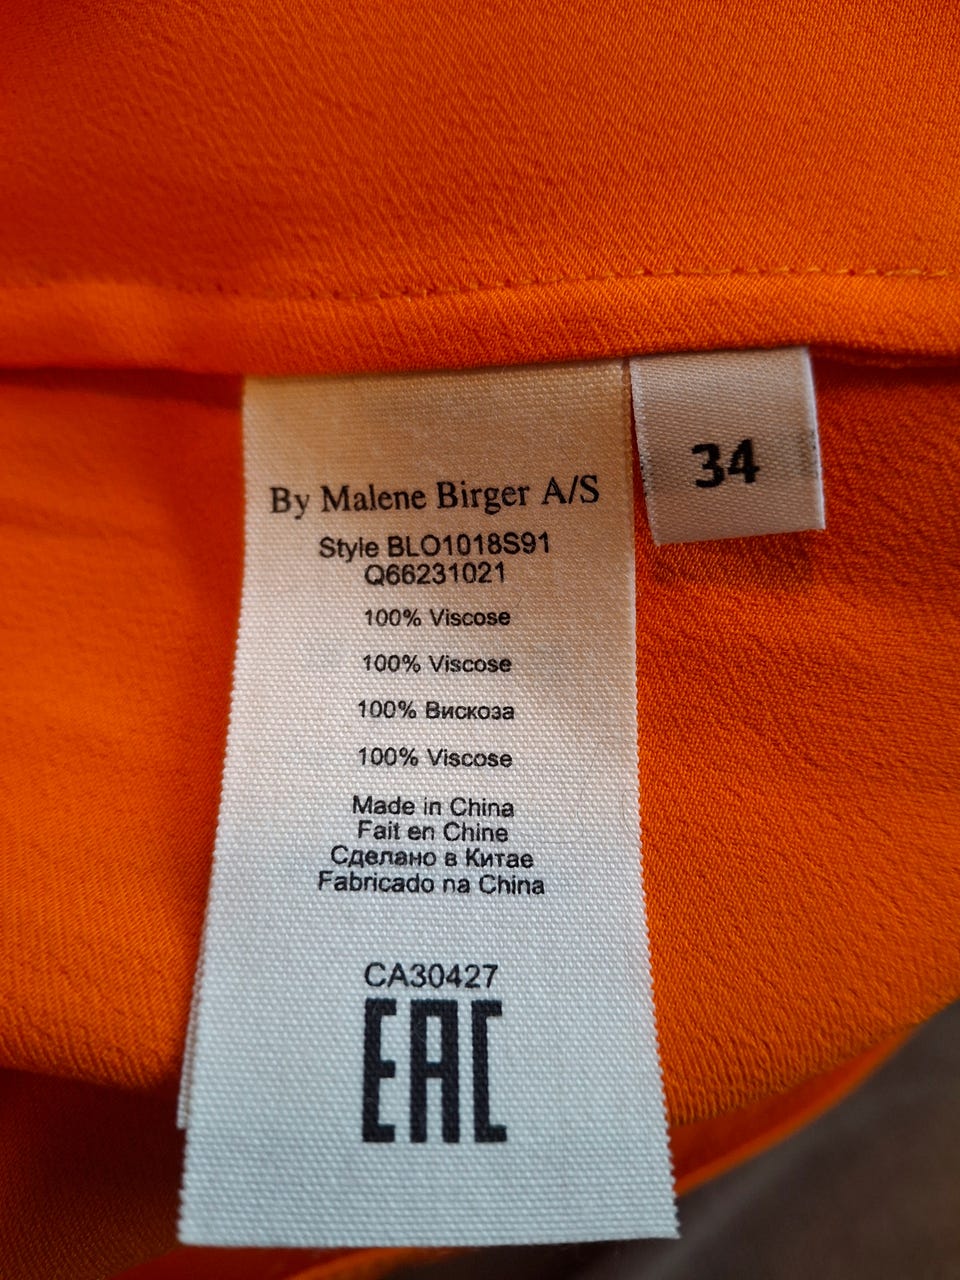 By Malene Birger A/S
34
Style BLO1018S91
Q66231021
100% Viscose
100% Viscose
100% Вискоза
100% Viscose
Made in China
Fait en Chine
Сделано в Китае
Fabricado na China
CA30427
EAC